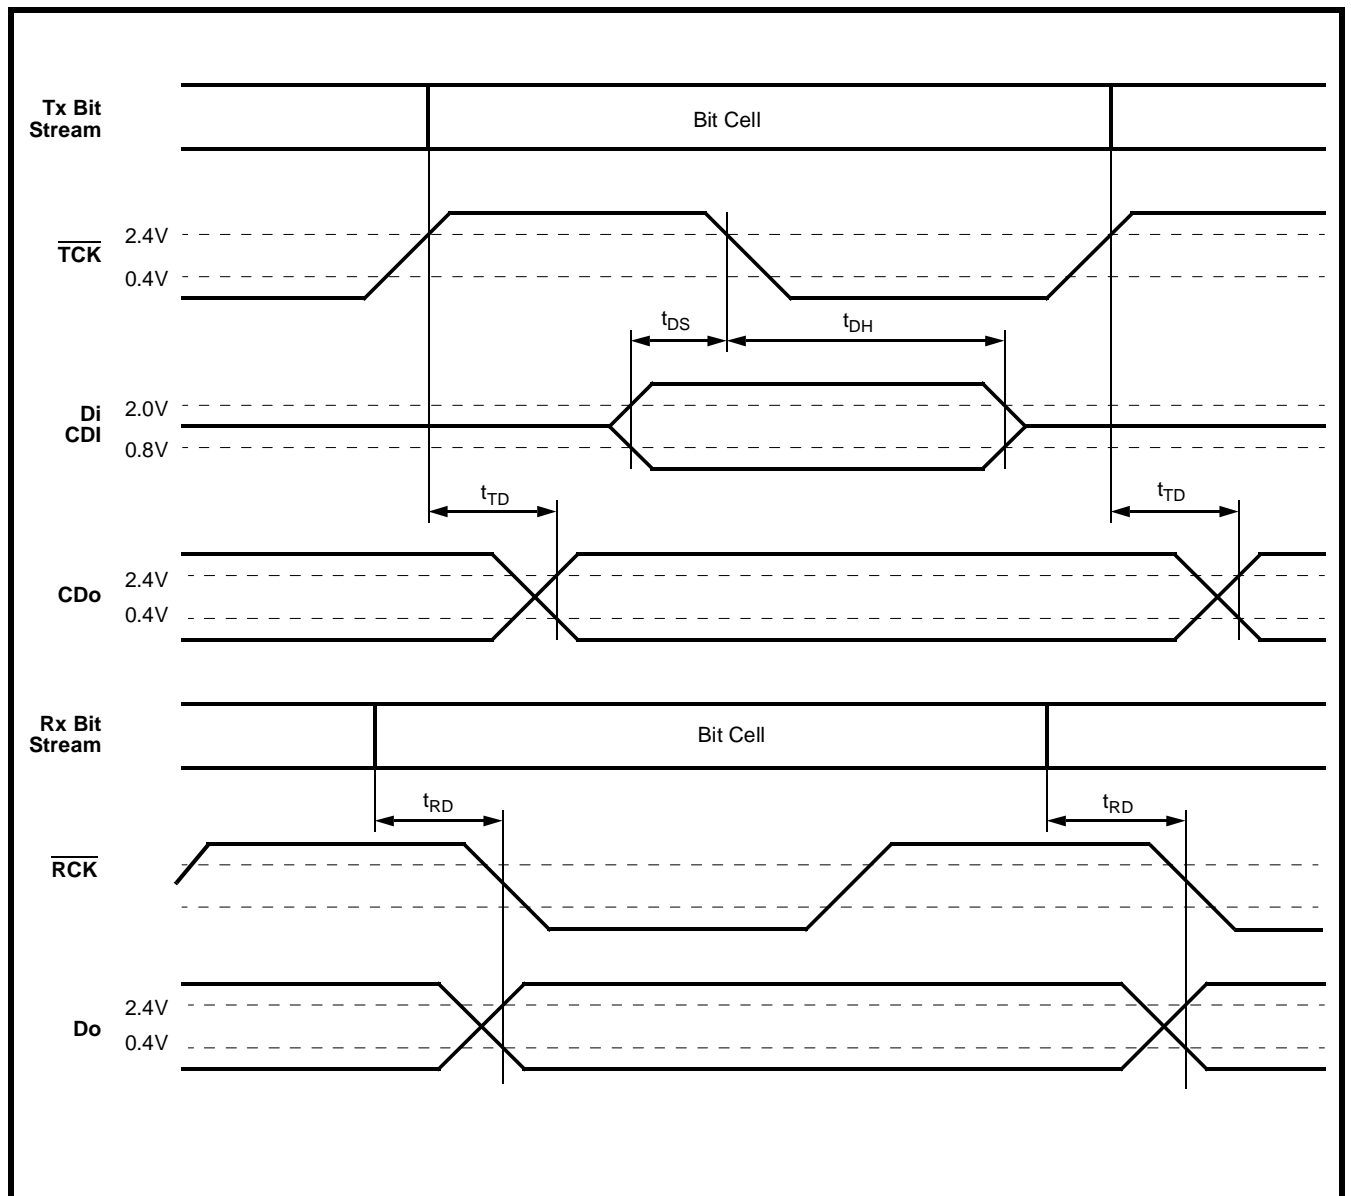 Tx Bit
Stream
Bit Cell
TCK
2.4V
0.4V
tDS
tDH
Di
CDI
2.0V
0.8V
tTD
tTD
CDo
2.4V
0.4V
Rx Bit
Stream
Bit Cell
tRD
tRD
RCK
Do
2.4V
0.4V